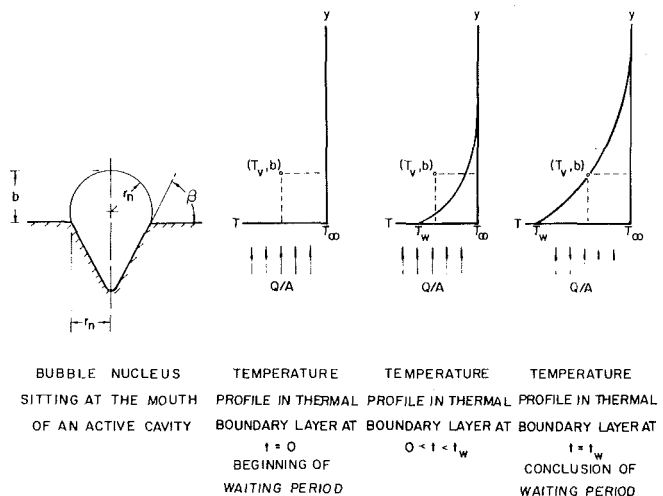 b
r_n
β
r_n
y
(T_v, b)
T
T_∞
Q/A
y
(T_v, b)
T
T_w
T_∞
Q/A
y
(T_v, b)
T
T_w
T_∞
Q/A
BUBBLE NUCLEUS
SITTING AT THE MOUTH
OF AN ACTIVE CAVITY
TEMPERATURE
PROFILE IN THERMAL
BOUNDARY LAYER AT
t = 0
BEGINNING OF
WAITING PERIOD
TEMPERATURE
PROFILE IN THERMAL
BOUNDARY LAYER AT
0 < t < t_w
TEMPERATURE
PROFILE IN THERMAL
BOUNDARY LAYER AT
t = t_w
CONCLUSION OF
WAITING PERIOD